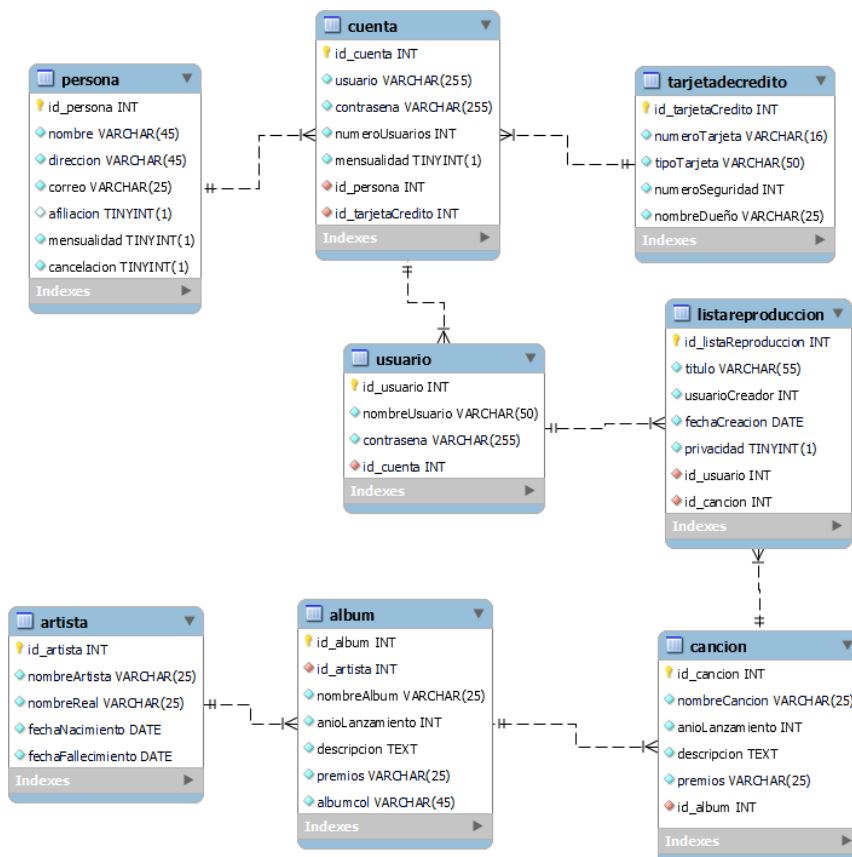 cuenta
id_cuenta INT
usuario VARCHAR(255)
contrasena VARCHAR(255)
numeroUsuarios INT
mensualidad TINYINT(1)
id_persona INT
id_tarjetaCredito INT
Indexes
persona
id_persona INT
nombre VARCHAR(45)
direccion VARCHAR(45)
correo VARCHAR(25)
afiliacion TINYINT(1)
mensualidad TINYINT(1)
cancelacion TINYINT(1)
Indexes
tarjetadecredito
id_tarjetaCredito INT
numeroTarjeta VARCHAR(16)
tipoTarjeta VARCHAR(50)
numeroSeguridad INT
nombreDueño VARCHAR(25)
Indexes
usuario
id_usuario INT
nombreUsuario VARCHAR(50)
contrasena VARCHAR(255)
id_cuenta INT
Indexes
listareproduccion
id_listaReproduccion INT
titulo VARCHAR(55)
usuarioCreador INT
fechaCreacion DATE
privacidad TINYINT(1)
id_usuario INT
id_cancion INT
Indexes
artista
id_artista INT
nombreArtista VARCHAR(25)
nombreReal VARCHAR(25)
fechaNacimiento DATE
fechaFallecimiento DATE
Indexes
album
id_album INT
id_artista INT
nombreAlbum VARCHAR(25)
anioLanzamiento INT
descripcion TEXT
premios VARCHAR(25)
albumcol VARCHAR(45)
Indexes
cancion
id_cancion INT
nombreCancion VARCHAR(25)
anioLanzamiento INT
descripcion TEXT
premios VARCHAR(25)
id_album INT
Indexes